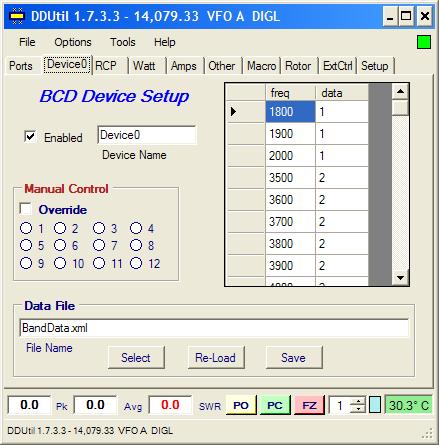 DDUtil 1.7.3.3 - 14,079.33 VFO A DIGL
File Options Tools Help
Ports Device0 RCP Watt Amps Other Macro Rotor ExtCtrl Setup
BCD Device Setup
Enabled Device0
Device Name
freq data
1800 1
1900 1
2000 1
3500 2
3600 2
3700 2
3800 2
3900 2
Manual Control
Override
1 2 3 4
5 6 7 8
9 10 11 12
Data File
BandData.xml
File Name
Select Re-Load Save
0.0 Pk 0.0 Avg 0.0 SWR PO PC FZ 1 30.3° C
DDUtil 1.7.3.3 - 14,079.33 VFO A DIGL